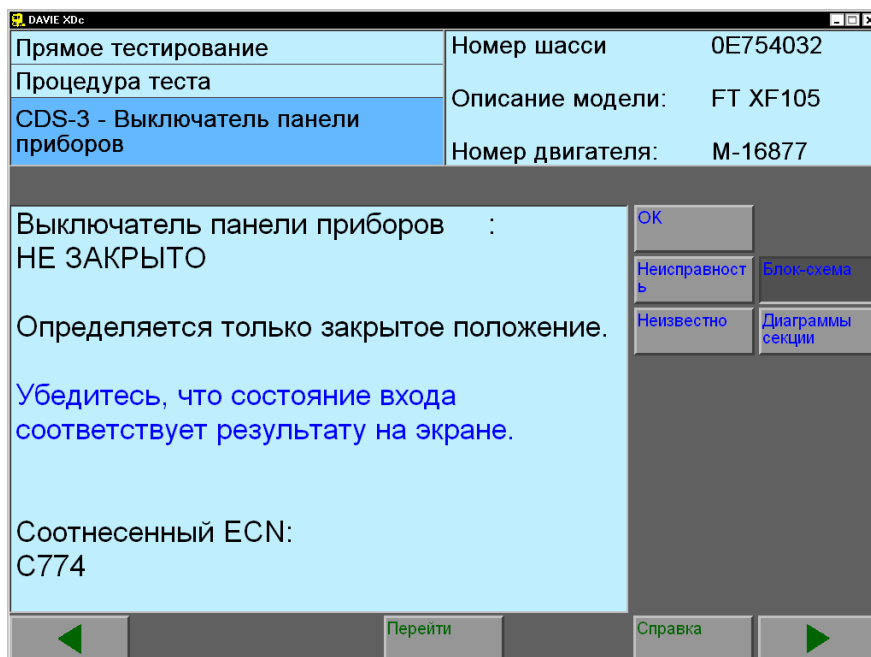 DAVIE XDc
Прямое тестирование
Процедура теста
CDS-3 - Выключатель панели
приборов
Номер шасси 0E754032
Описание модели: FT XF105
Номер двигателя: M-16877
Выключатель панели приборов :
НЕ ЗАКРЫТО
Определяется только закрытое положение.
Убедитесь, что состояние входа
соответствует результату на экране.
Соотнесенный ECN:
C774
OK
Неисправност
ь
Блок-схема
Неизвестно
Диаграммы
секции
Перейти
Справка